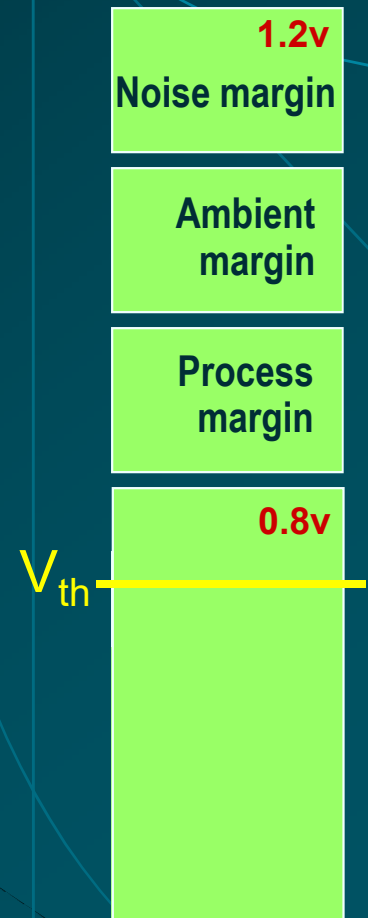 1.2v
Noise margin
Ambient
margin
Process
margin
0.8v
Vth